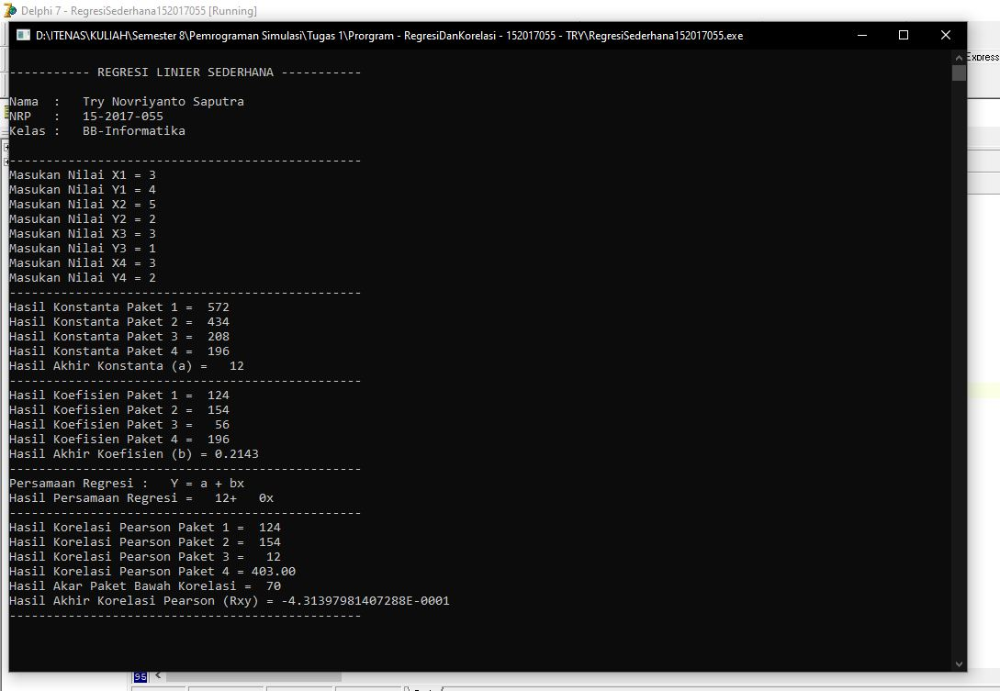 Delphi 7 - RegresiSederhana152017055 [Running]
D:\ITENAS\KULIAH\Semester 8\Pemrograman Simulasi\Tugas 1\Prorgram - RegresiDanKorelasi - 152017055 - TRY\RegresiSederhana152017055.exe
Express
----------- REGRESI LINIER SEDERHANA -----------
Nama  :   Try Novriyanto Saputra
NRP   :   15-2017-055
Kelas :   BB-Informatika
------------------------------------------------
Masukan Nilai X1 = 3
Masukan Nilai Y1 = 4
Masukan Nilai X2 = 5
Masukan Nilai Y2 = 2
Masukan Nilai X3 = 3
Masukan Nilai Y3 = 1
Masukan Nilai X4 = 3
Masukan Nilai Y4 = 2
------------------------------------------------
Hasil Konstanta Paket 1 =  572
Hasil Konstanta Paket 2 =  434
Hasil Konstanta Paket 3 =  208
Hasil Konstanta Paket 4 =  196
Hasil Akhir Konstanta (a) =   12
------------------------------------------------
Hasil Koefisien Paket 1 =  124
Hasil Koefisien Paket 2 =  154
Hasil Koefisien Paket 3 =   56
Hasil Koefisien Paket 4 =  196
Hasil Akhir Koefisien (b) = 0.2143
------------------------------------------------
Persamaan Regresi :   Y = a + bx
Hasil Persamaan Regresi =   12+   0x
------------------------------------------------
Hasil Korelasi Pearson Paket 1 =  124
Hasil Korelasi Pearson Paket 2 =  154
Hasil Korelasi Pearson Paket 3 =   12
Hasil Korelasi Pearson Paket 4 = 403.00
Hasil Akar Paket Bawah Korelasi =  70
Hasil Akhir Korelasi Pearson (Rxy) = -4.31397981407288E-0001
------------------------------------------------
95